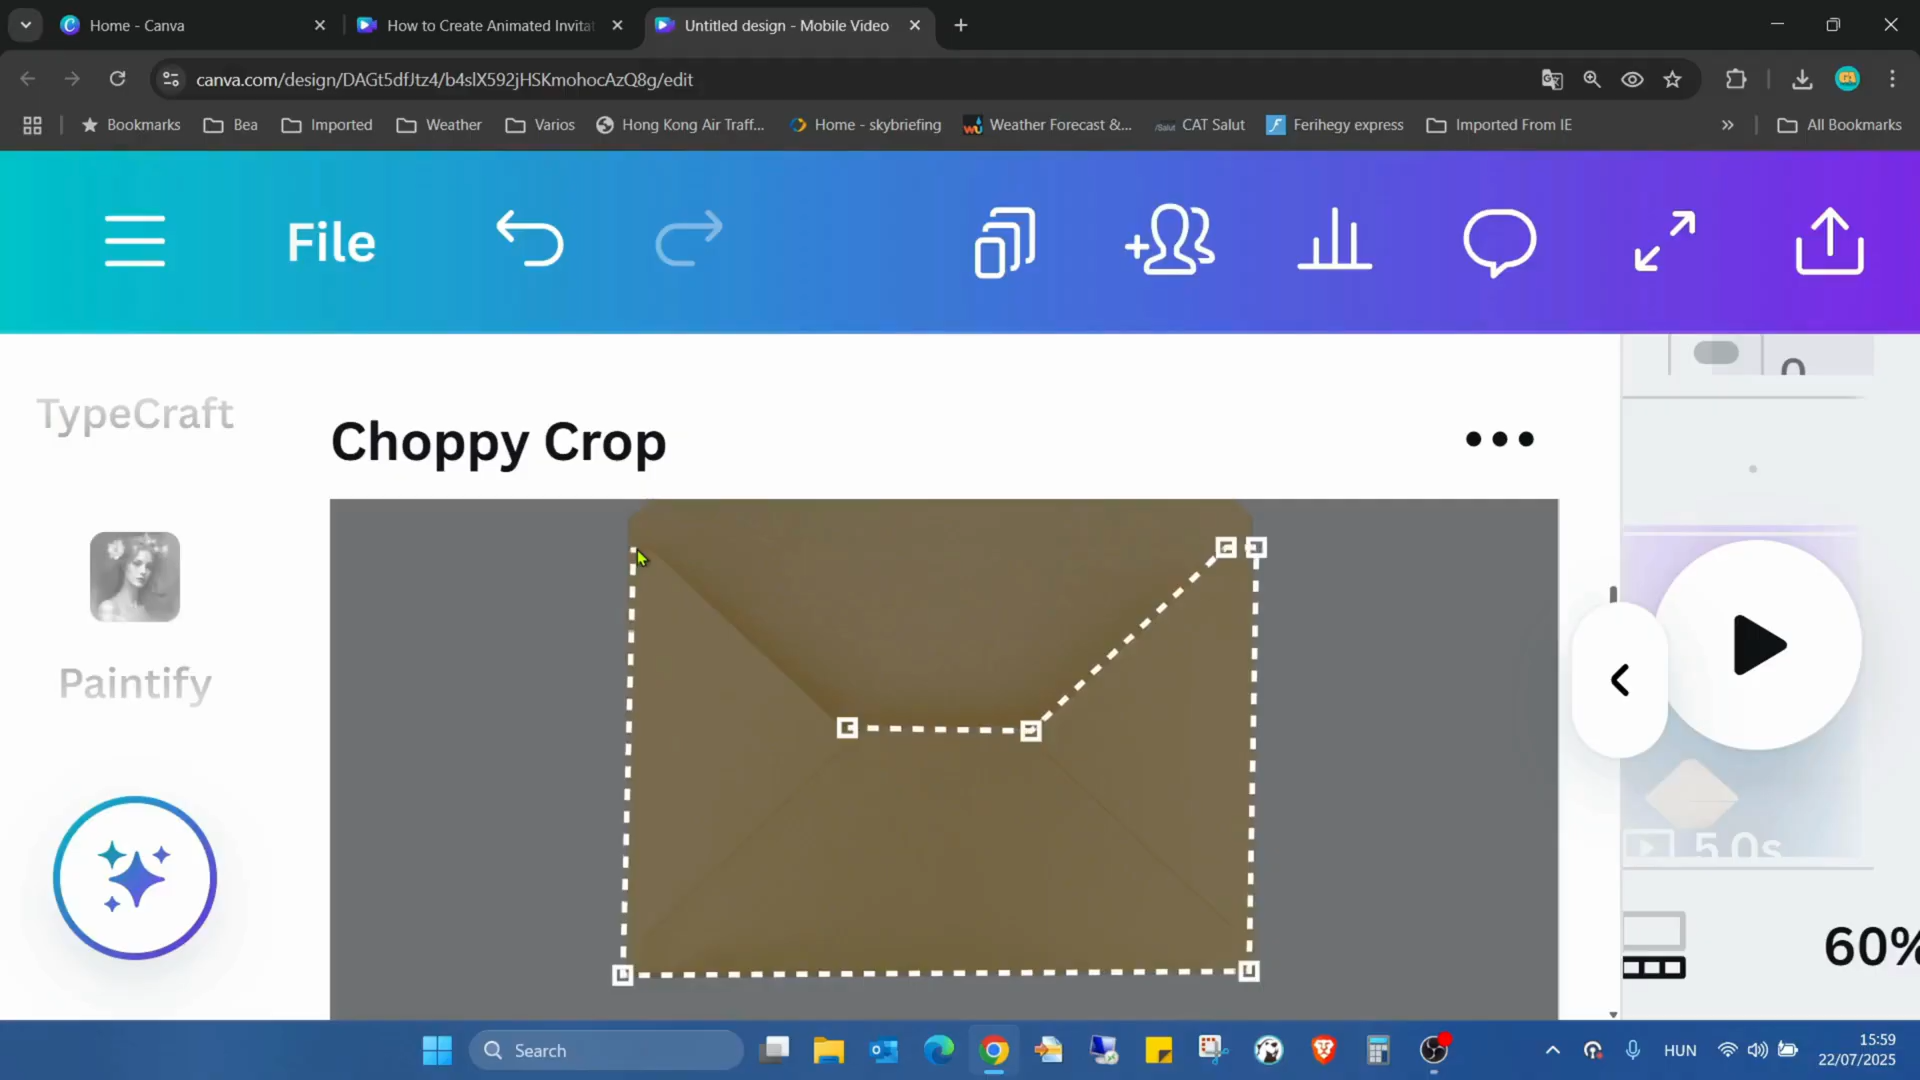 Home - Canva
How to Create Animated Invitat
Untitled design - Mobile Video
canva.com/design/DAGt5dfJtz4/b4slX592jHSKmohocAzQ8g/edit
Bookmarks
Bea
Imported
Weather
Varios
Hong Kong Air Traff...
Home - skybriefing
Weather Forecast &...
CAT Salut
Ferihegy express
Imported From IE
»
All Bookmarks
File
TypeCraft
Choppy Crop
Paintify
5.0s
60%
Search
HUN
15:59
22/07/2025